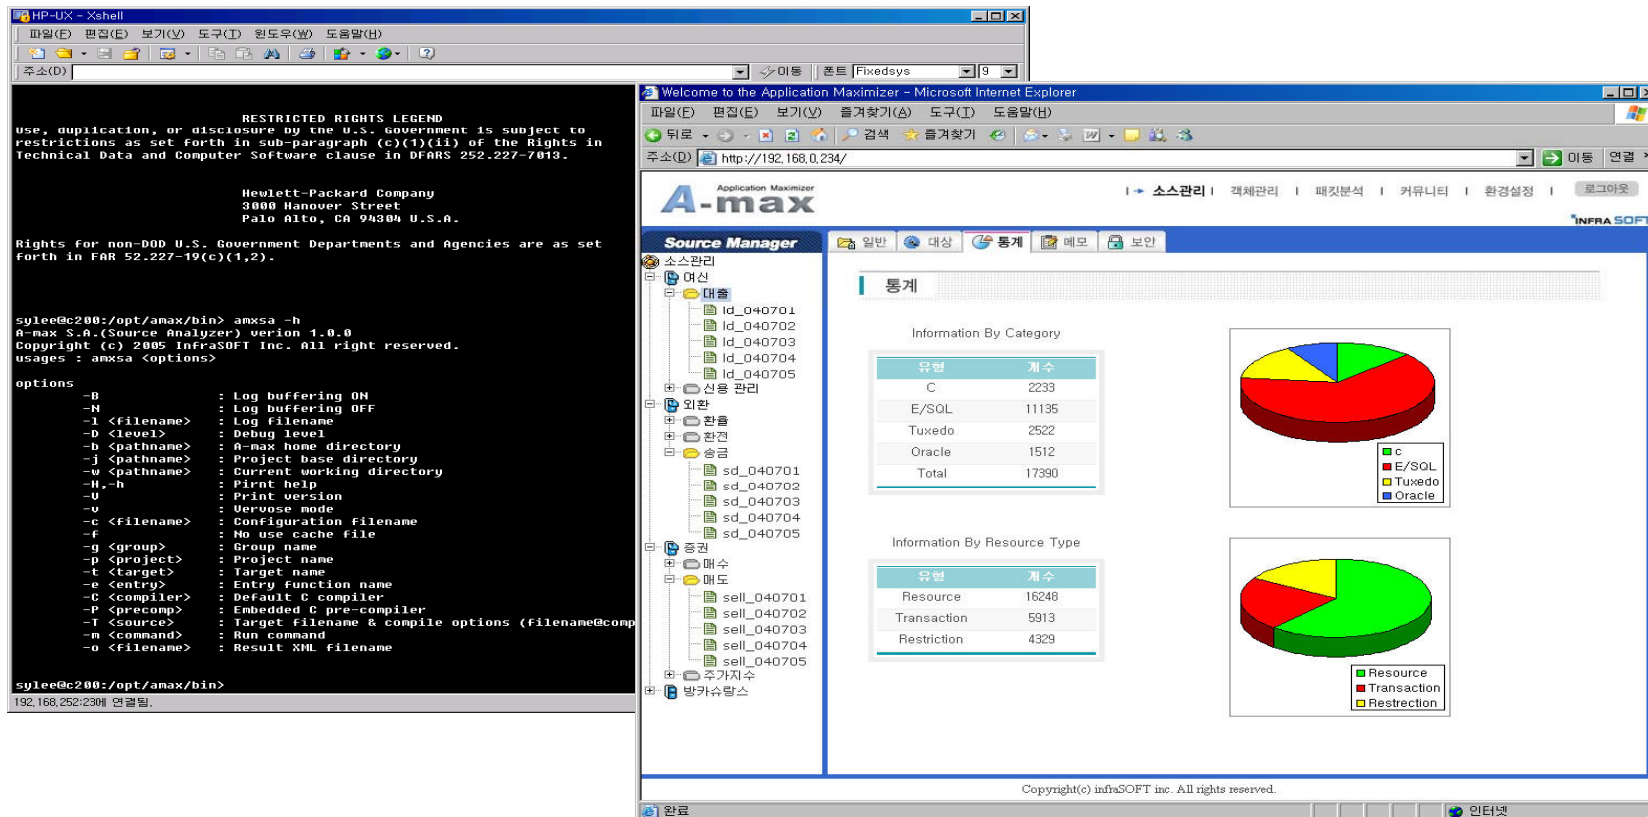 HP-UX - Xshell
파일(F) 편집(E) 보기(V) 도구(T) 윈도우(W) 도움말(H)
주소(D) 이동 폰트 Fixedsys 9
RESTRICTED RIGHTS LEGEND
Use, duplication, or disclosure by the U.S. Government is subject to
restrictions as set forth in sub-paragraph (c)(1)(ii) of the Rights in
Technical Data and Computer Software clause in DFARS 252.227-7013.
Hewlett-Packard Company
3000 Hanover Street
Palo Alto, CA 94304 U.S.A.
Rights for non-DOD U.S. Government Departments and Agencies are as set
forth in FAR 52.227-19(c)(1,2).
sylee@c200:/opt/amax/bin> amxsa -h
A-max S.A.(Source Analyzer) verion 1.0.0
Copyright (c) 2005 InfraSOFT Inc. All right reserved.
usages : amxsa <options>
options
-B : Log buffering ON
-N : Log buffering OFF
-l <filename> : Log filename
-D <level> : Debug level
-b <pathname> : A-max home directory
-j <pathname> : Project base directory
-w <pathname> : Current working directory
-H,-h : Pirnt help
-V : Print version
-v : Vervose mode
-c <filename> : Configuration filename
-f : No use cache file
-g <group> : Group name
-p <project> : Project name
-t <target> : Target name
-e <entry> : Entry function name
-C <compiler> : Default C compiler
-P <precomp> : Embedded C pre-compiler
-T <source> : Target filename & compile options (filename@comp
-m <command> : Run command
-o <filename> : Result XML filename
sylee@c200:/opt/amax/bin>
192,168,252:23에 연결됨.
Welcome to the Application Maximizer - Microsoft Internet Explorer
파일(F) 편집(E) 보기(V) 즐겨찾기(A) 도구(T) 도움말(H)
뒤로 검색 즐겨찾기
주소(D) http://192,168,0,234/ 이동 연결
Application Maximizer
A-max
소스관리 | 객체관리 | 패킷분석 | 커뮤니티 | 환경설정 | 로그아웃
INFRA SOFT
Source Manager
일반 대상 통계 메모 보안
소스관리
여신
대출
ld_040701
ld_040702
ld_040703
ld_040704
ld_040705
신용 관리
외환
환율
환전
송금
sd_040701
sd_040702
sd_040703
sd_040704
sd_040705
증권
매수
매도
sell_040701
sell_040702
sell_040703
sell_040704
sell_040705
주가지수
방카슈랑스
통계
Information By Category
유형 개수
C 2233
E/SQL 11135
Tuxedo 2522
Oracle 1512
Total 17390
C
E/SQL
Tuxedo
Oracle
Information By Resource Type
유형 개수
Resource 16248
Transaction 5913
Restriction 4329
Resource
Transaction
Restrection
Copyright(c) infraSOFT inc. All rights reserved.
완료 인터넷